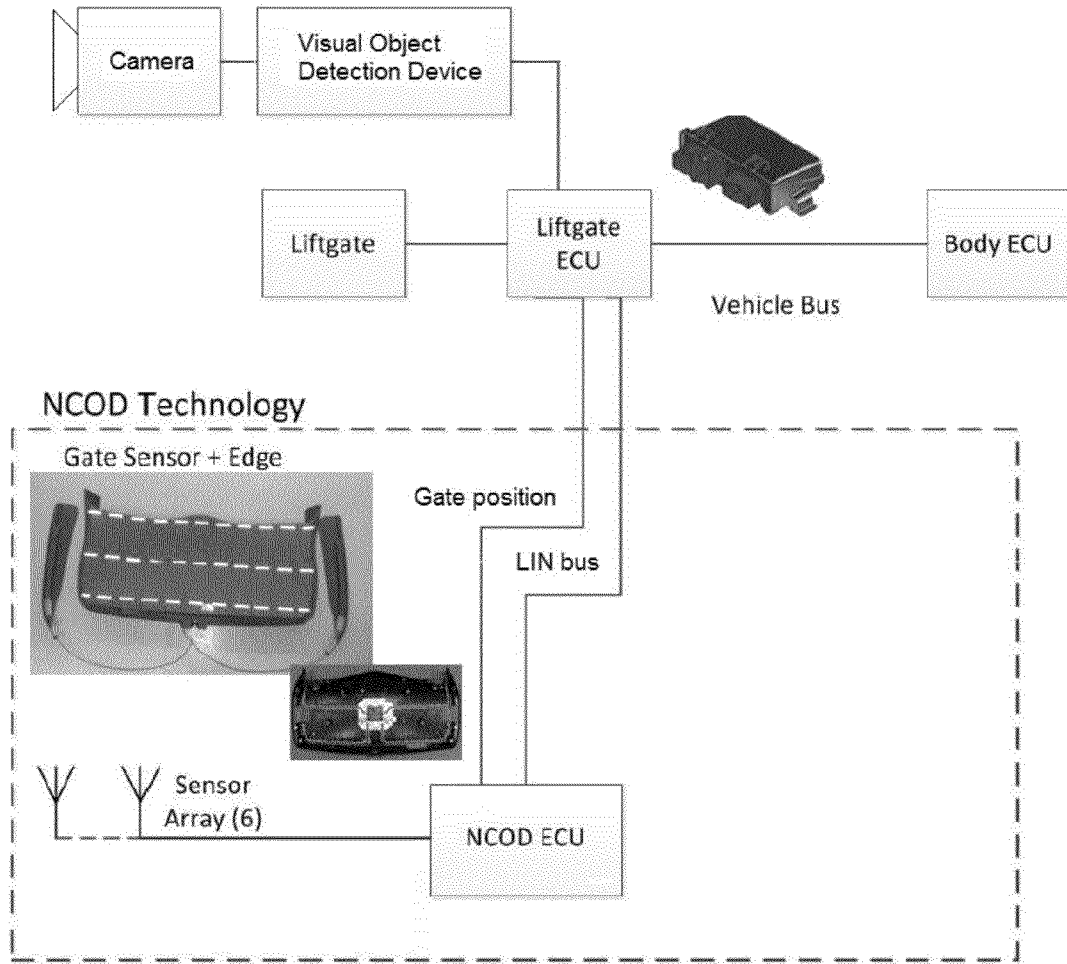 Camera
Visual Object
Detection Device
Liftgate
Liftgate
ECU
Body ECU
Vehicle Bus
NCOD Technology
Gate Sensor + Edge
Gate position
LIN bus
Sensor
Array (6)
NCOD ECU